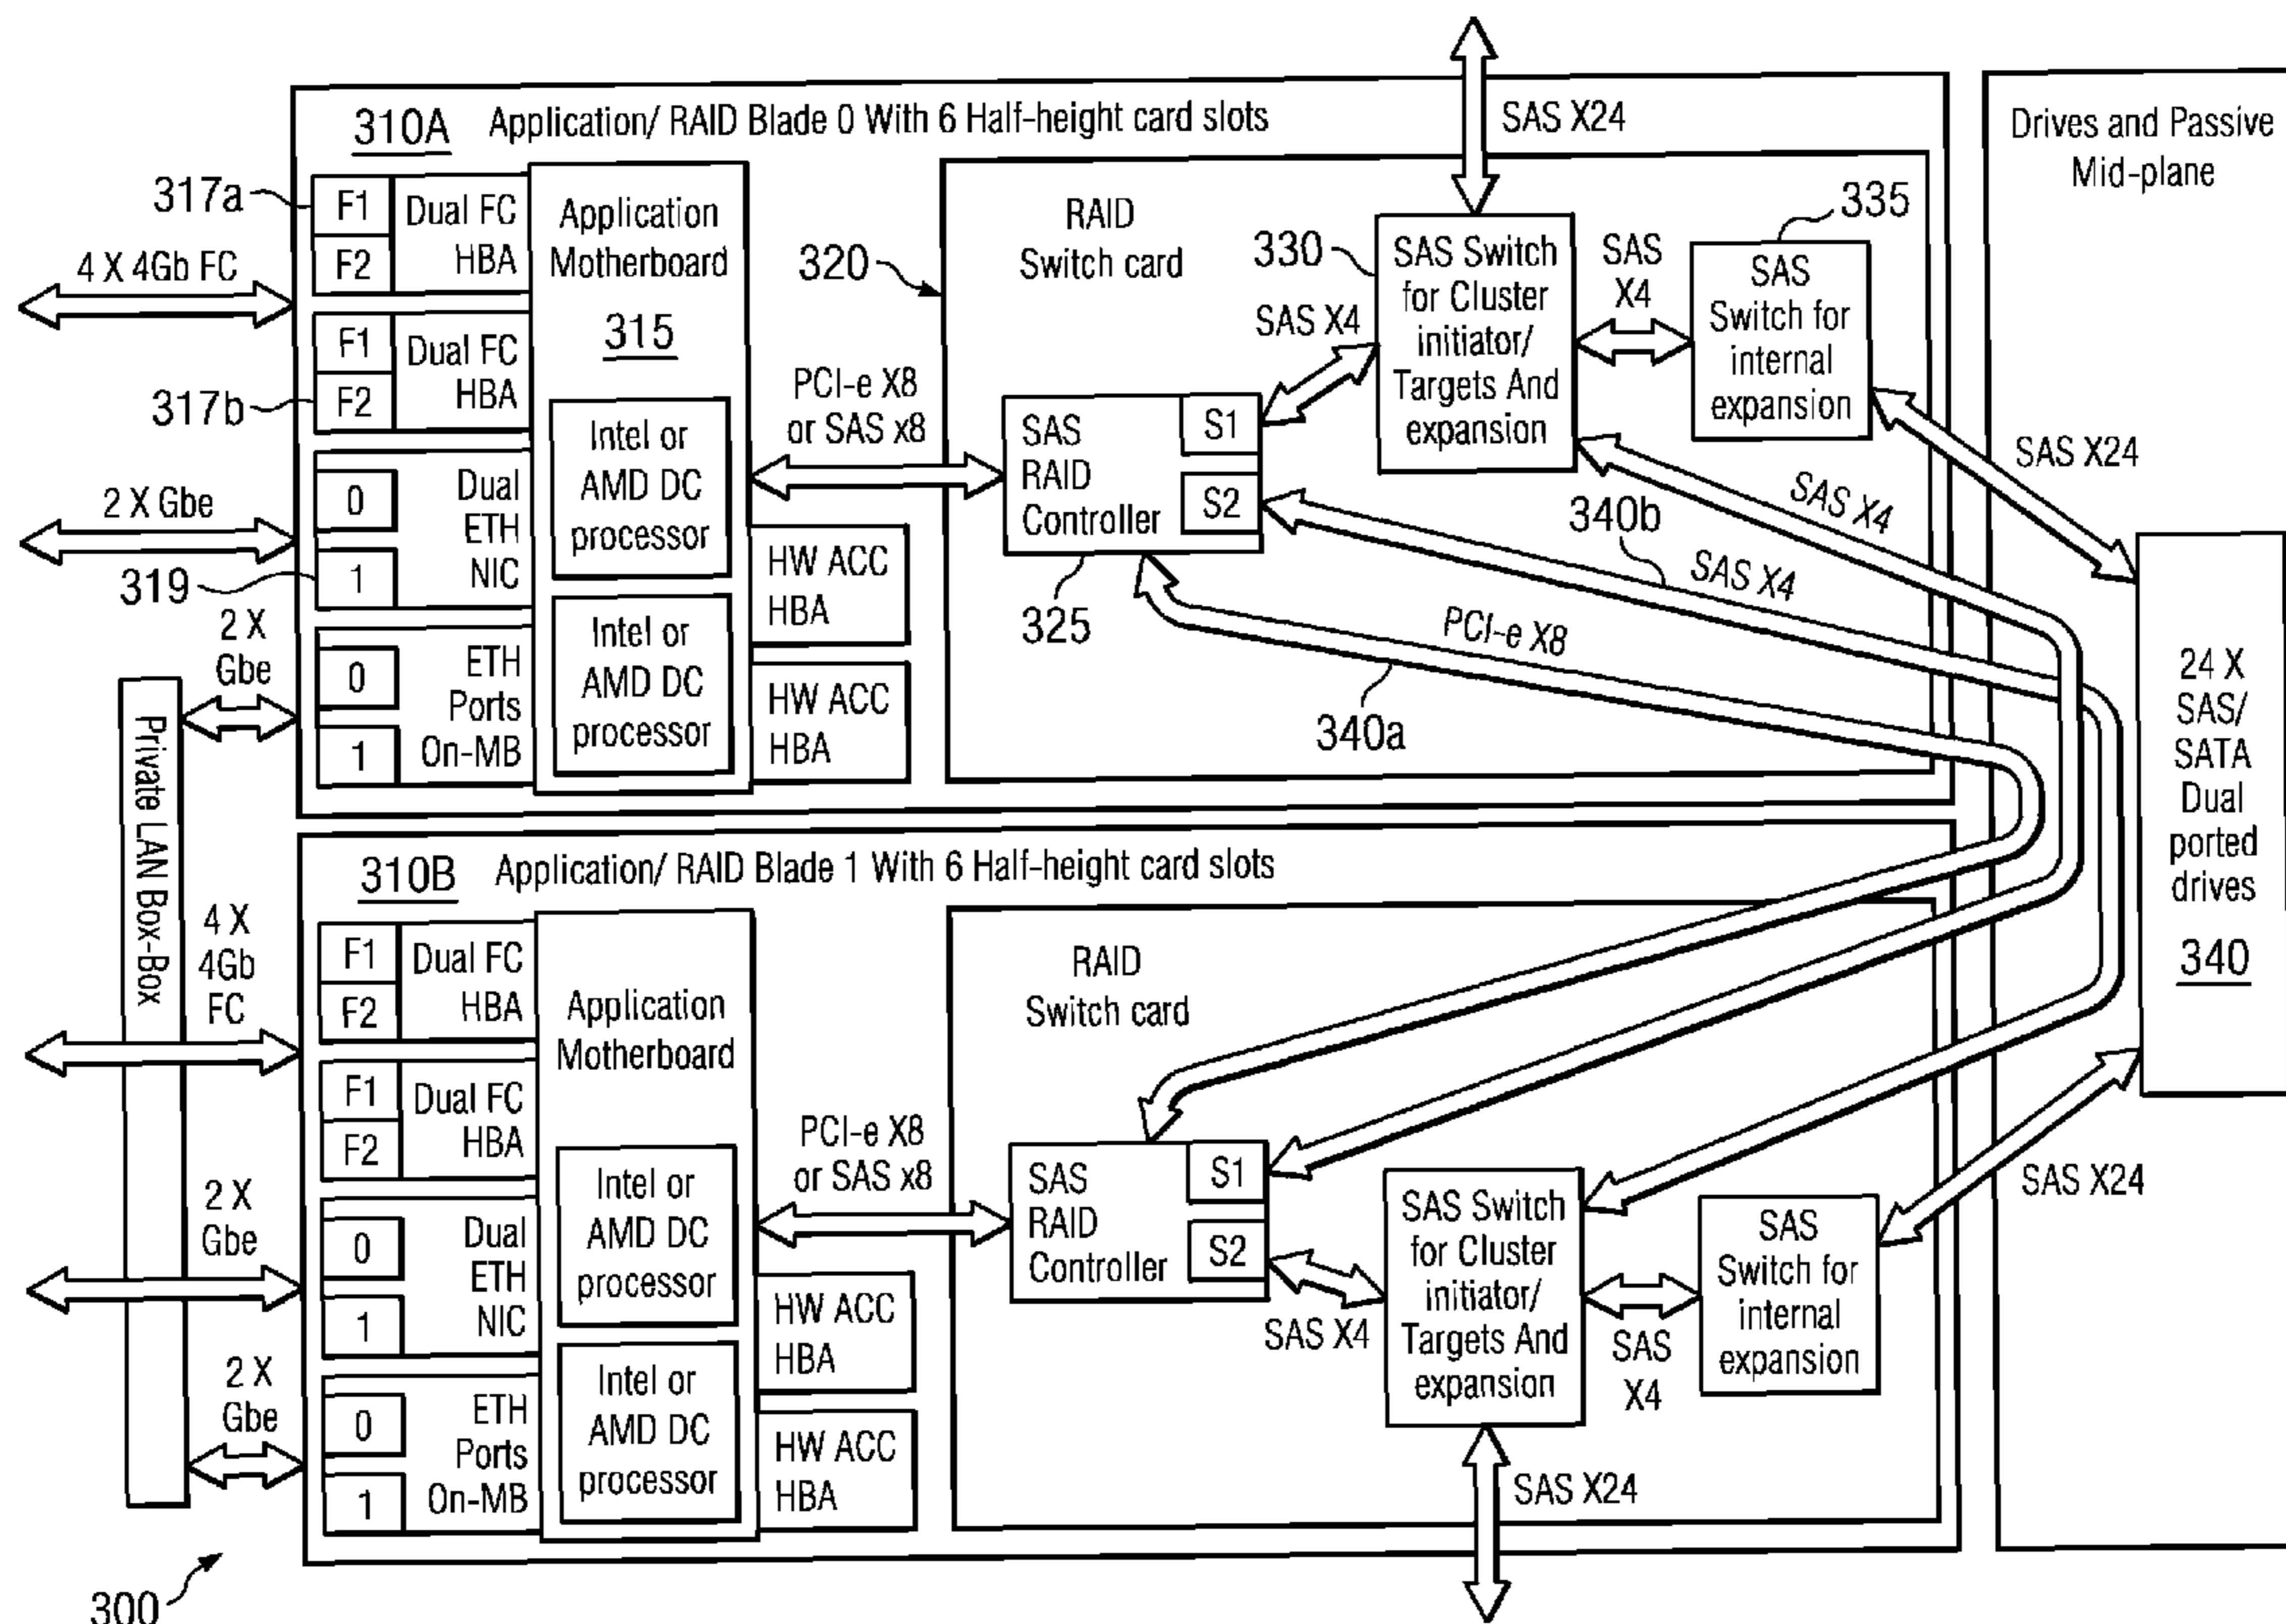 SAS X24
310A Application/ RAID Blade 0 With 6 Half-height card slots
Drives and Passive
Mid-plane
317a
F1
F2
Dual FC
HBA
4 X 4Gb FC
F1
F2
Dual FC
HBA
317b
Application
Motherboard
315
Intel or
AMD DC
processor
Intel or
AMD DC
processor
2 X Gbe
0
1
Dual
ETH
NIC
319
2 X
Gbe
0
1
ETH
Ports
On-MB
HW ACC
HBA
HW ACC
HBA
PCI-e X8
or SAS x8
320
RAID
Switch card
SAS
RAID
Controller
S1
S2
325
SAS X4
330
SAS Switch
for Cluster
initiator/
Targets And
expansion
SAS
X4
335
SAS
Switch for
internal
expansion
SAS X24
SAS X4
340b
SAS X4
PCI-e X8
340a
24 X
SAS/
SATA
Dual
ported
drives
340
Private LAN Box-Box
310B Application/ RAID Blade 1 With 6 Half-height card slots
4 X
4Gb
FC
F1
F2
Dual FC
HBA
F1
F2
Dual FC
HBA
Application
Motherboard
Intel or
AMD DC
processor
Intel or
AMD DC
processor
2 X
Gbe
0
1
Dual
ETH
NIC
2 X
Gbe
0
1
ETH
Ports
On-MB
HW ACC
HBA
HW ACC
HBA
PCI-e X8
or SAS x8
RAID
Switch card
SAS
RAID
Controller
S1
S2
SAS X4
SAS Switch
for Cluster
initiator/
Targets And
expansion
SAS
X4
SAS
Switch for
internal
expansion
SAS X24
SAS X24
300